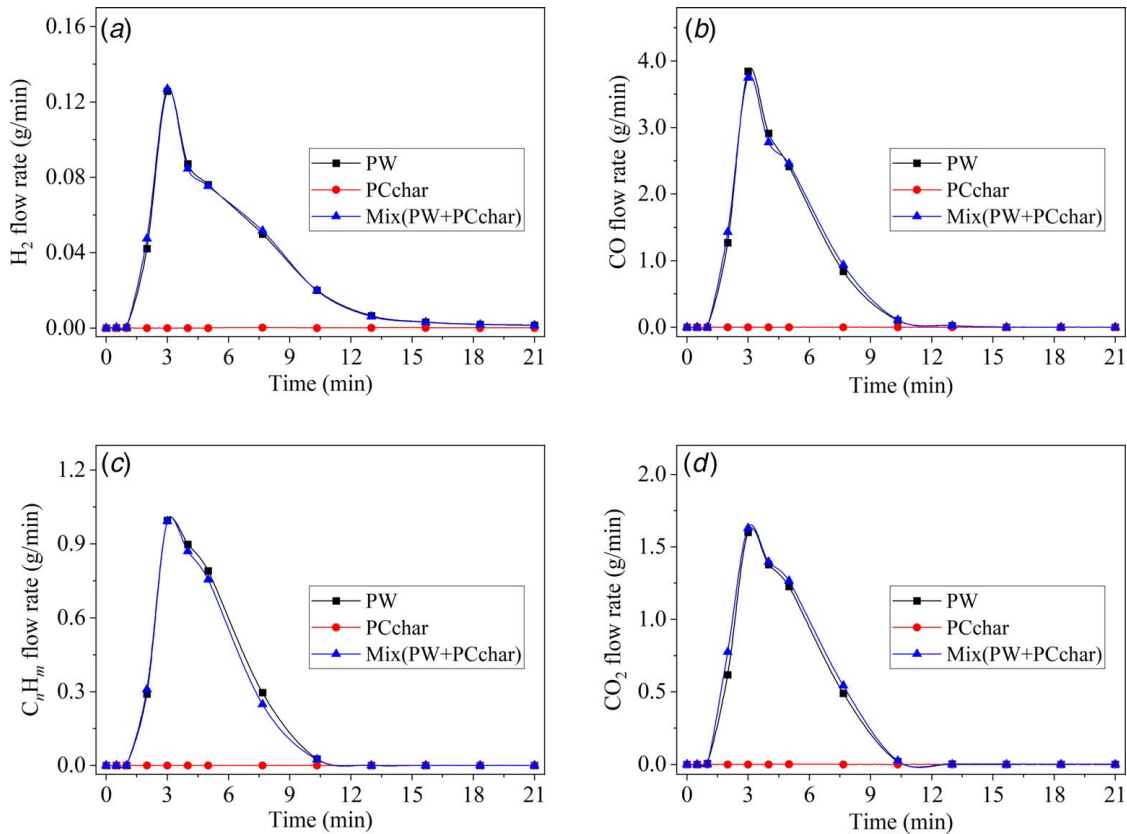 (a)
0.16
0.12
0.08
0.04
0.00
H2 flow rate (g/min)
PW
PCchar
Mix(PW+PCchar)
0 3 6 9 12 15 18 21
Time (min)
(b)
4.0
3.0
2.0
1.0
0.0
CO flow rate (g/min)
PW
PCchar
Mix(PW+PCchar)
0 3 6 9 12 15 18 21
Time (min)
(c)
1.2
0.9
0.6
0.3
0.0
CnHm flow rate (g/min)
PW
PCchar
Mix(PW+PCchar)
0 3 6 9 12 15 18 21
Time (min)
(d)
2.0
1.5
1.0
0.5
0.0
CO2 flow rate (g/min)
PW
PCchar
Mix(PW+PCchar)
0 3 6 9 12 15 18 21
Time (min)